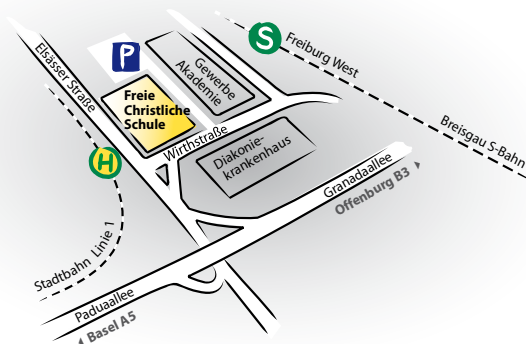 Elsässer Straße
P
S
Freiburg West
Gewerbe
Akademie
Freie
Christliche
Schule
Breisgau S-Bahn
Wirthstraße
H
Diakonie-
krankenhaus
Granadaallee
Offenburg B3
Stadtbahn Linie 1
Paduaallee
Basel A5